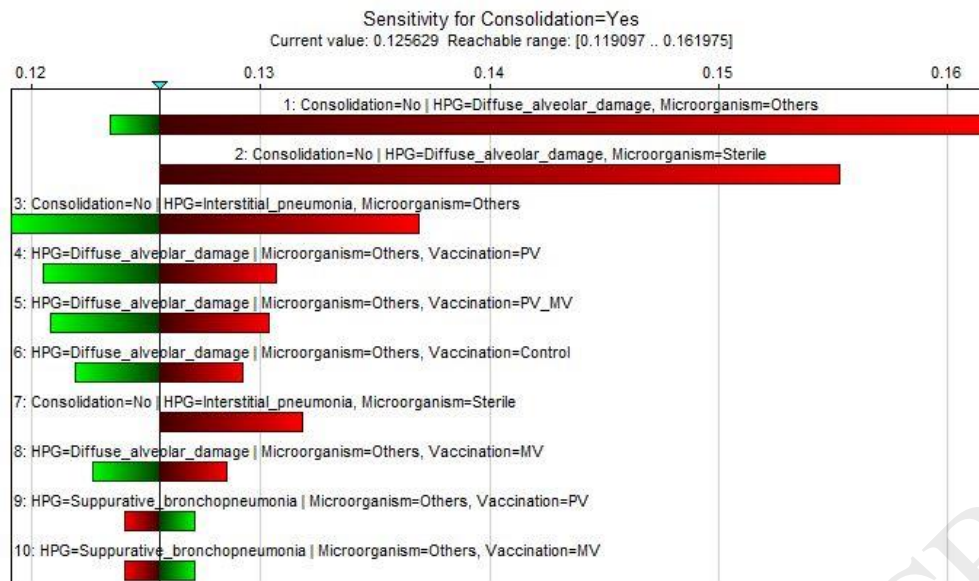 Sensitivity for Consolidation=Yes
Current value: 0.125629 Reachable range: [0.119097 .. 0.161975]
0.12 0.13 0.14 0.15 0.16
1: Consolidation=No | HPG=Diffuse_alveolar_damage, Microorganism=Others
2: Consolidation=No | HPG=Diffuse_alveolar_damage, Microorganism=Sterile
3: Consolidation=No | HPG=Interstitial_pneumonia, Microorganism=Others
4: HPG=Diffuse_alveolar_damage | Microorganism=Others, Vaccination=PV
5: HPG=Diffuse_alveolar_damage | Microorganism=Others, Vaccination=PV_MV
6: HPG=Diffuse_alveolar_damage | Microorganism=Others, Vaccination=Control
7: Consolidation=No | HPG=Interstitial_pneumonia, Microorganism=Sterile
8: HPG=Diffuse_alveolar_damage | Microorganism=Others, Vaccination=MV
9: HPG=Suppurative_bronchopneumonia | Microorganism=Others, Vaccination=PV
10: HPG=Suppurative_bronchopneumonia | Microorganism=Others, Vaccination=MV